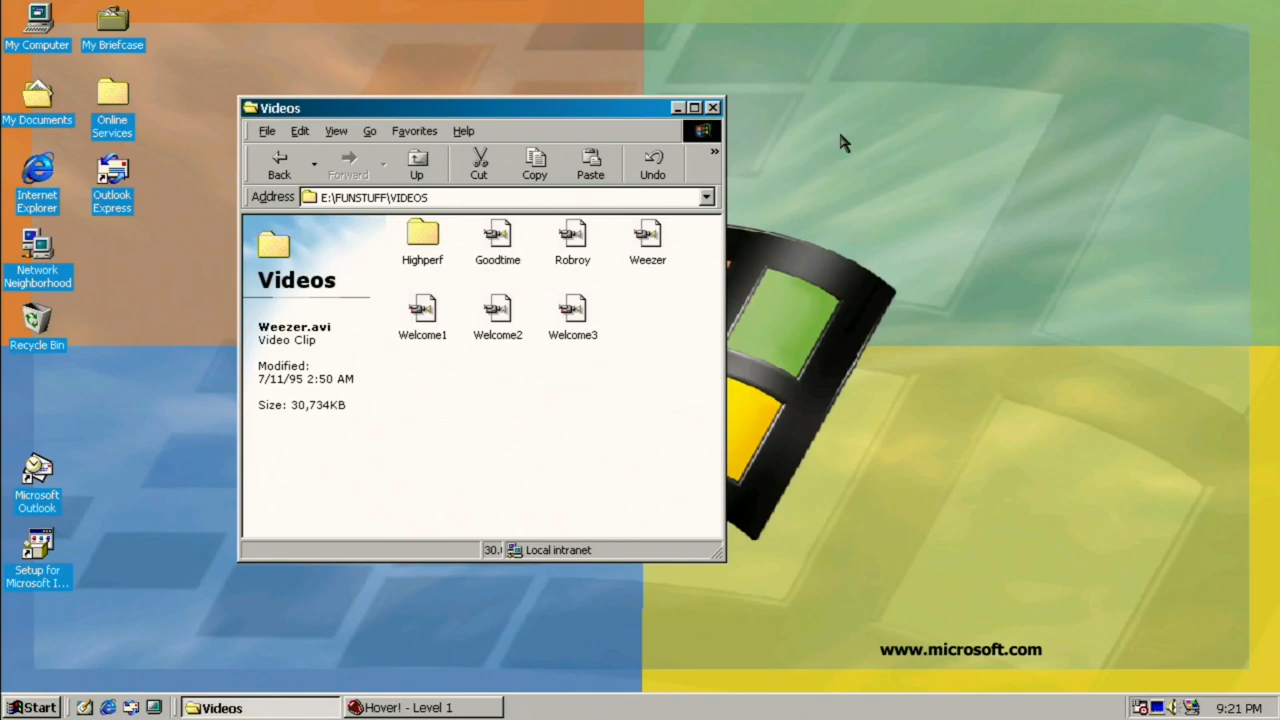 My Computer
My Briefcase
My Documents
Online
Services
Internet
Explorer
Outlook
Express
Network
Neighborhood
Recycle Bin
Microsoft
Outlook
Setup for
Microsoft I...
Videos
File Edit View Go Favorites Help
Back Forward Up Cut Copy Paste Undo »
Address E:\FUNSTUFF\VIDEOS
Videos
Weezer.avi
Video Clip
Modified:
7/11/95 2:50 AM
Size: 30,734KB
Highperf Goodtime Robroy Weezer
Welcome1 Welcome2 Welcome3
30. Local intranet
www.microsoft.com
Start Videos Hover! - Level 1 9:21 PM